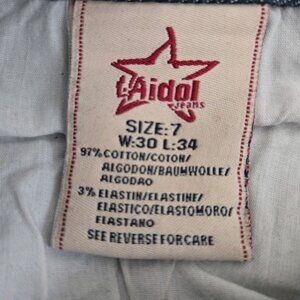 t.Aidol
Jeans
SIZE:7
W:30 L:34
97% COTTON/COTON/
ALGODON/BAUMWOLLE/
ALGODAO
3% ELASTIN/ELASTINE/
ELASTICO/ELASTOMORO/
ELASTANO
SEE REVERSE FOR CARE